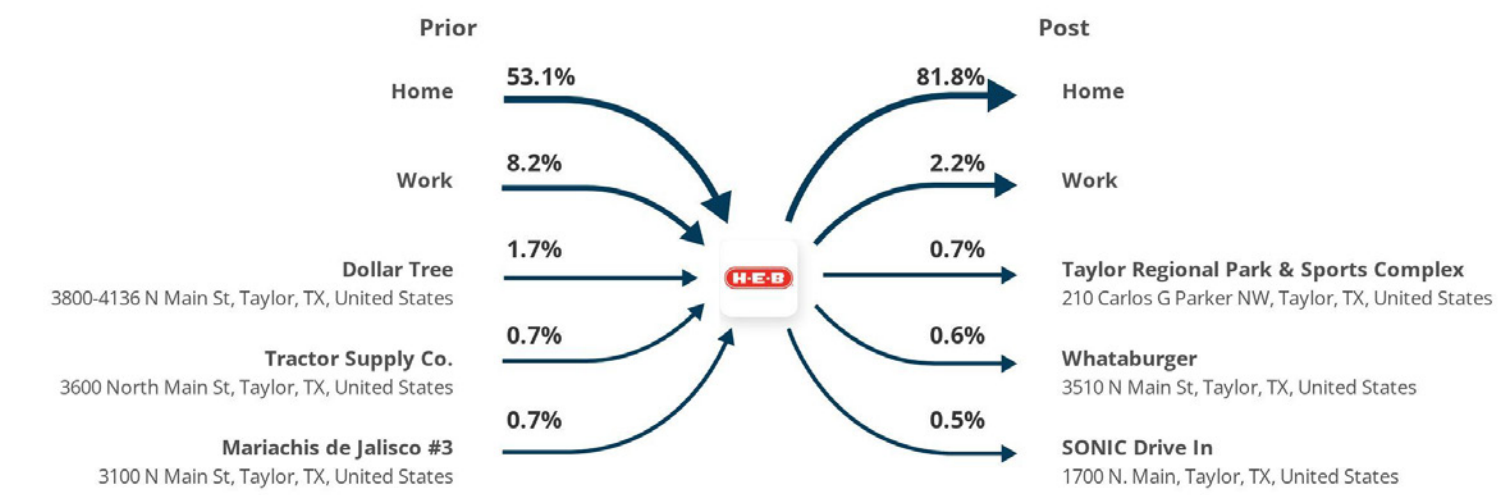 Prior
Post
53.1%
81.8%
Home
Home
8.2%
2.2%
Work
Work
1.7%
0.7%
Dollar Tree
Taylor Regional Park & Sports Complex
3800-4136 N Main St, Taylor, TX, United States
210 Carlos G Parker NW, Taylor, TX, United States
H-E-B
0.7%
0.6%
Tractor Supply Co.
Whataburger
3600 North Main St, Taylor, TX, United States
3510 N Main St, Taylor, TX, United States
0.7%
0.5%
Mariachis de Jalisco #3
SONIC Drive In
3100 N Main St, Taylor, TX, United States
1700 N. Main, Taylor, TX, United States